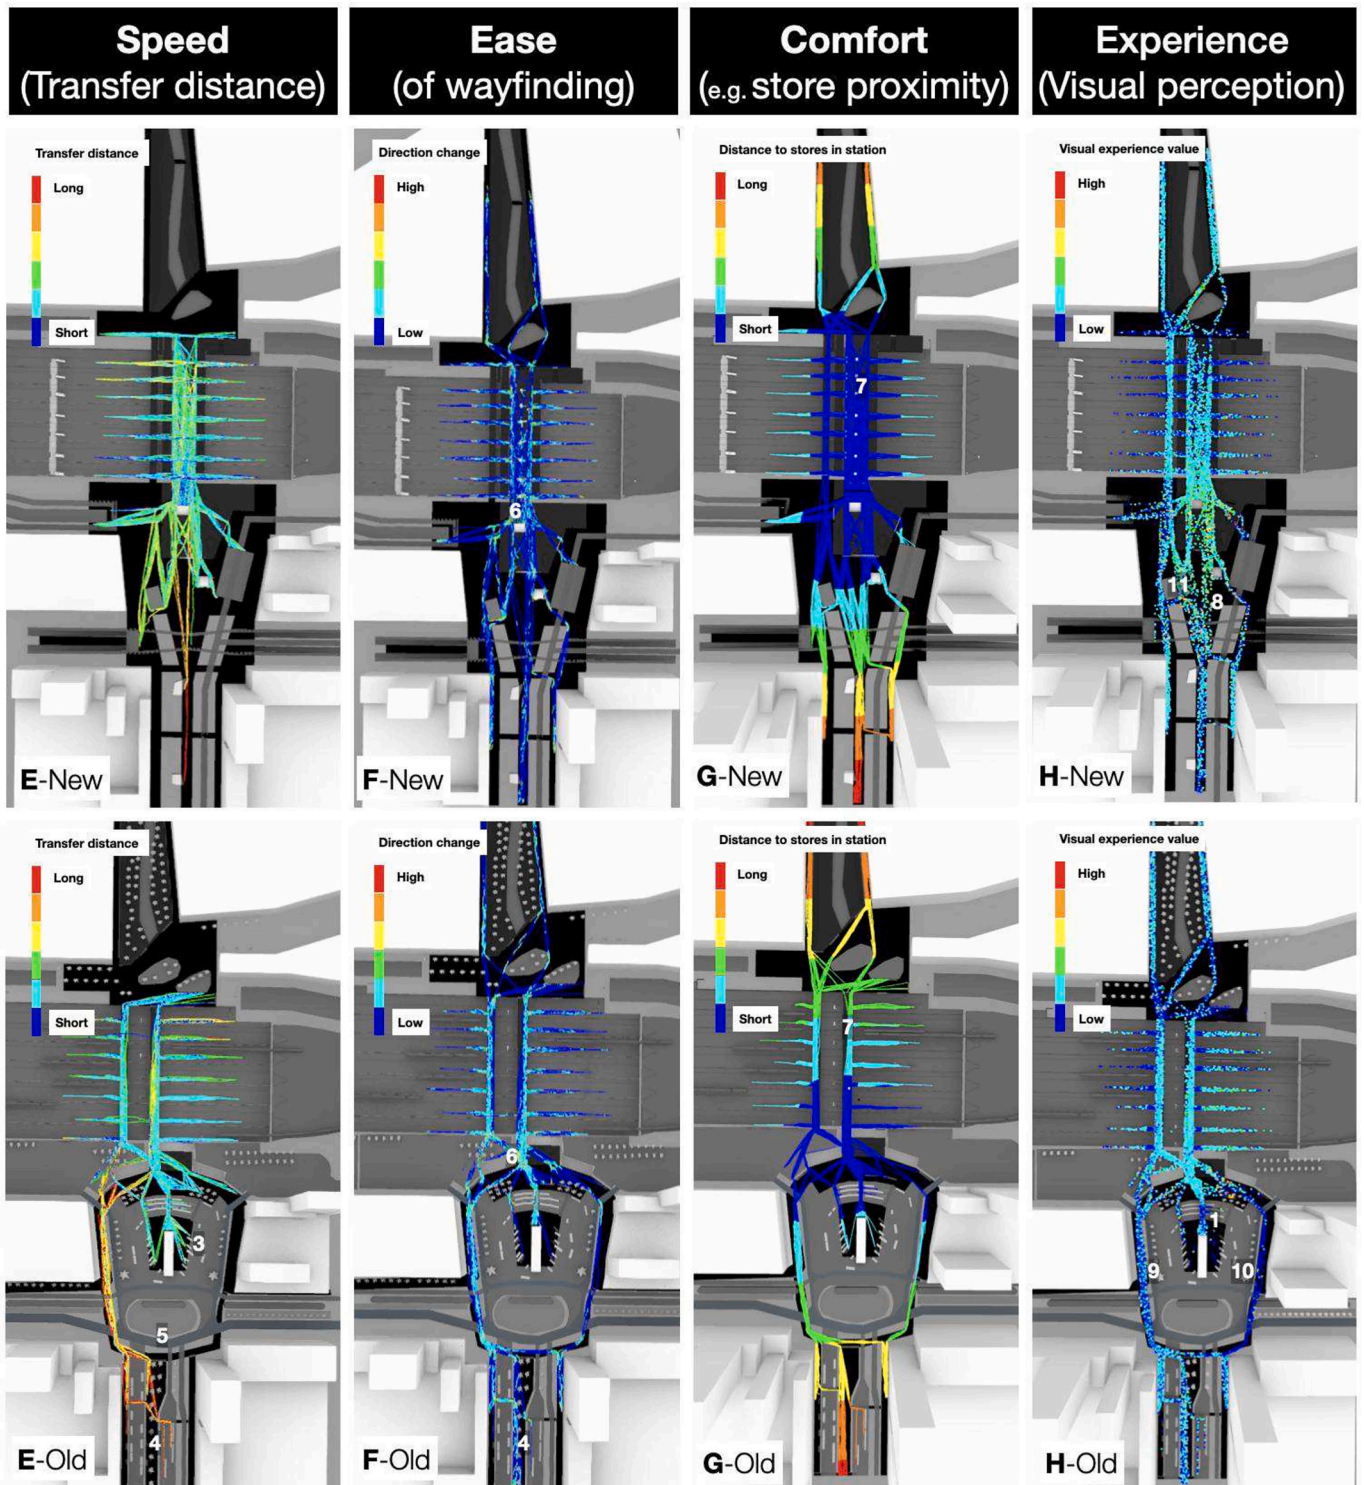 Speed
(Transfer distance)
Ease
(of wayfinding)
Comfort
(e.g. store proximity)
Experience
(Visual perception)
Transfer distance
Long
Short
E-New
Direction change
High
Low
6
F-New
Distance to stores in station
Long
Short
7
G-New
Visual experience value
High
Low
11
8
H-New
Transfer distance
Long
Short
3
5
4
E-Old
Direction change
High
Low
6
4
F-Old
Distance to stores in station
Long
Short
7
G-Old
Visual experience value
High
Low
1
9
10
H-Old